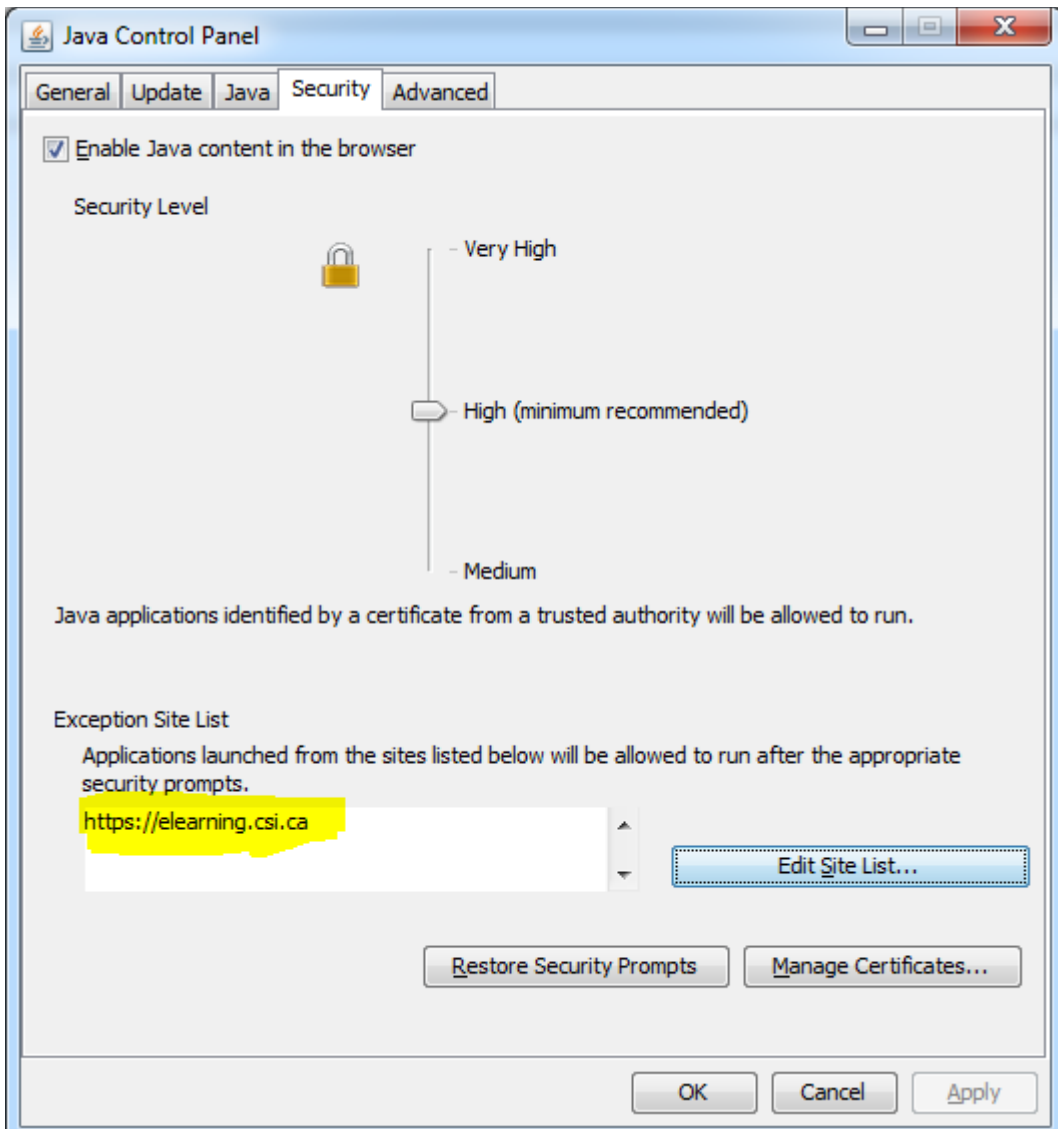 Java Control Panel
General Update Java Security Advanced
Enable Java content in the browser
Security Level
Very High
High (minimum recommended)
Medium
Java applications identified by a certificate from a trusted authority will be allowed to run.
Exception Site List
Applications launched from the sites listed below will be allowed to run after the appropriate
security prompts.
https://elearning.csi.ca
Edit Site List...
Restore Security Prompts Manage Certificates...
OK Cancel Apply